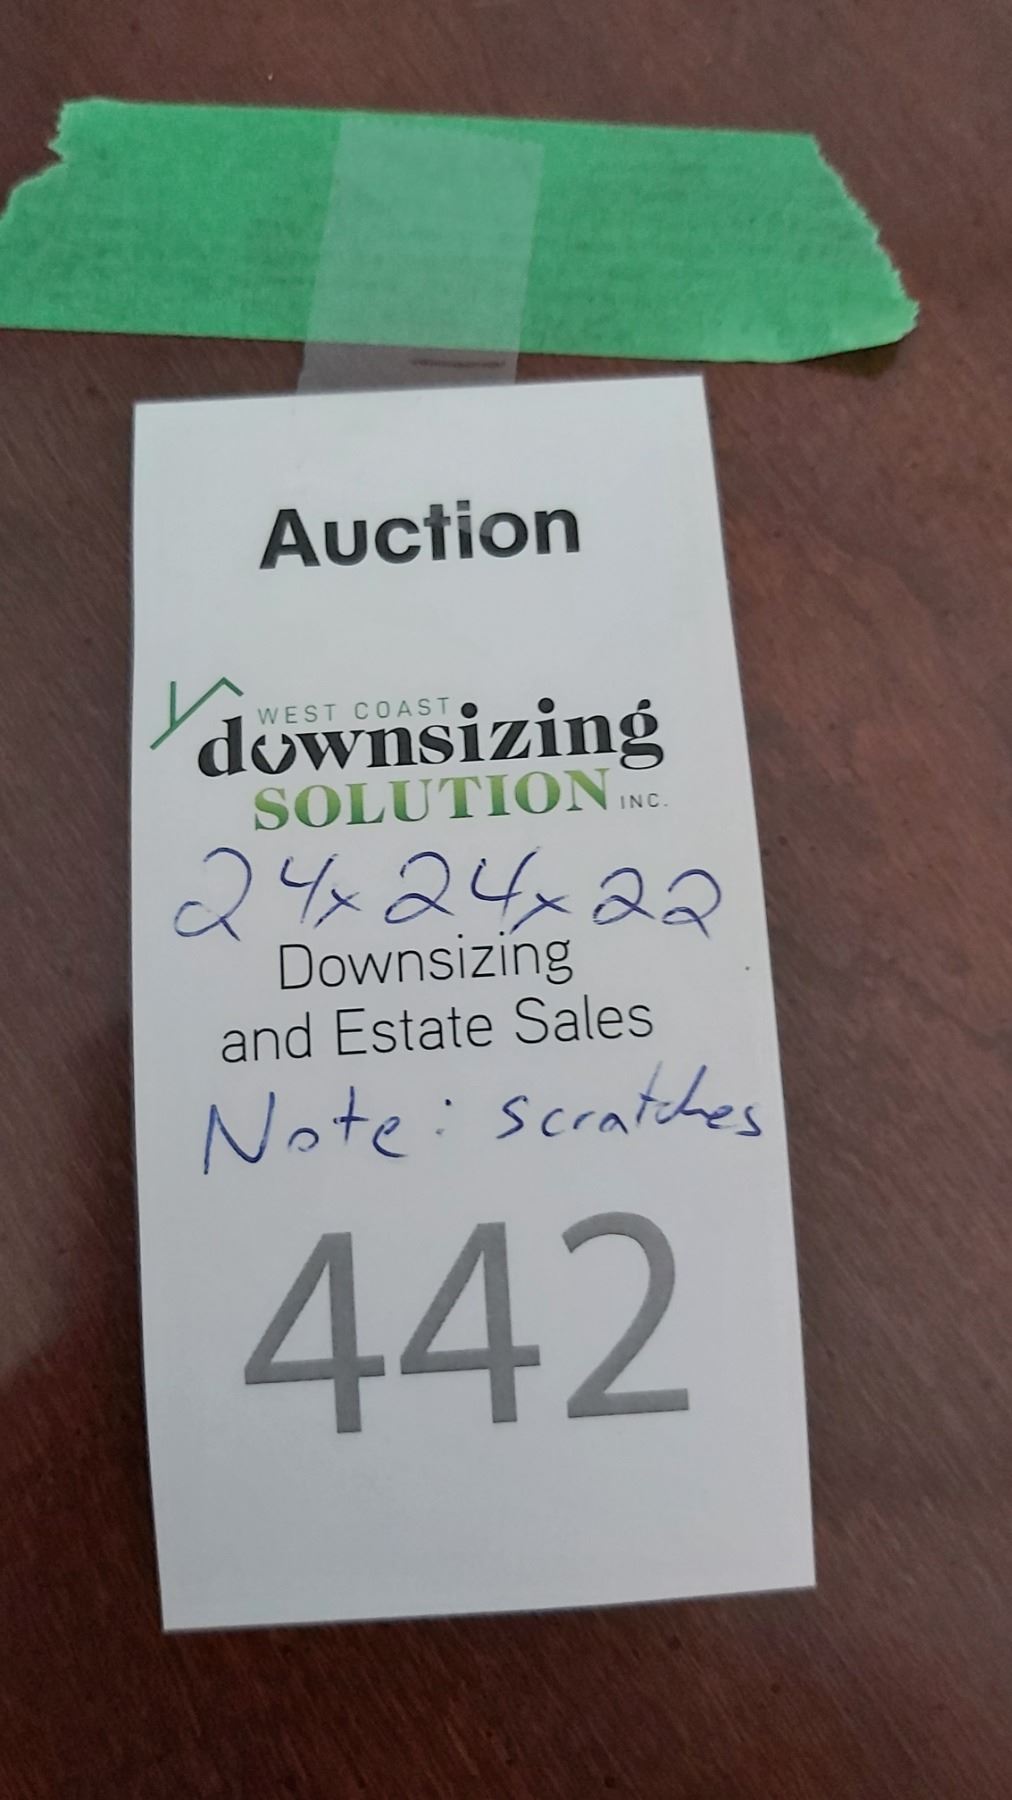 Auction
WEST COAST
downsizing
SOLUTION INC.
24x24x22
Downsizing
and Estate Sales
Note: scratches
442